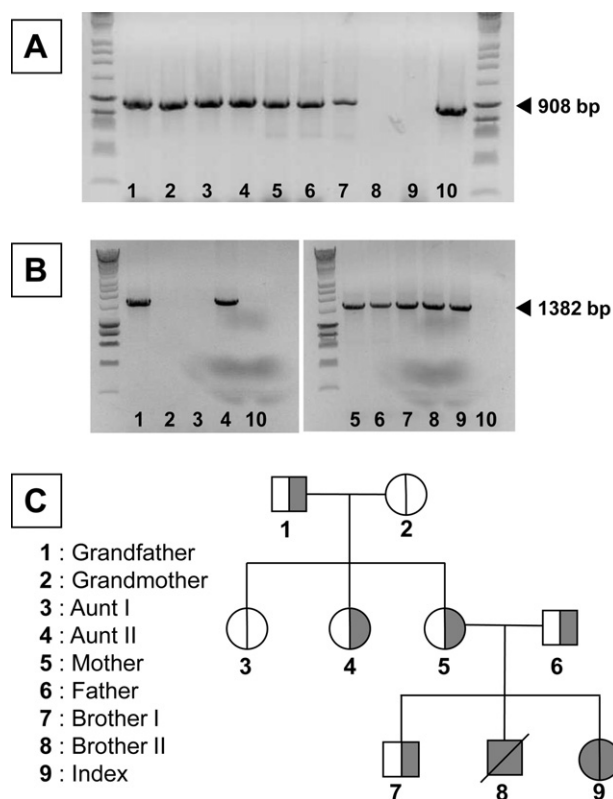 A
908 bp
1 2 3 4 5 6 7 8 9 10
B
1382 bp
1 2 3 4 10 5 6 7 8 9 10
C
1 : Grandfather
2 : Grandmother
3 : Aunt I
4 : Aunt II
5 : Mother
6 : Father
7 : Brother I
8 : Brother II
9 : Index
1 2
3 4 5 6
7 8 9